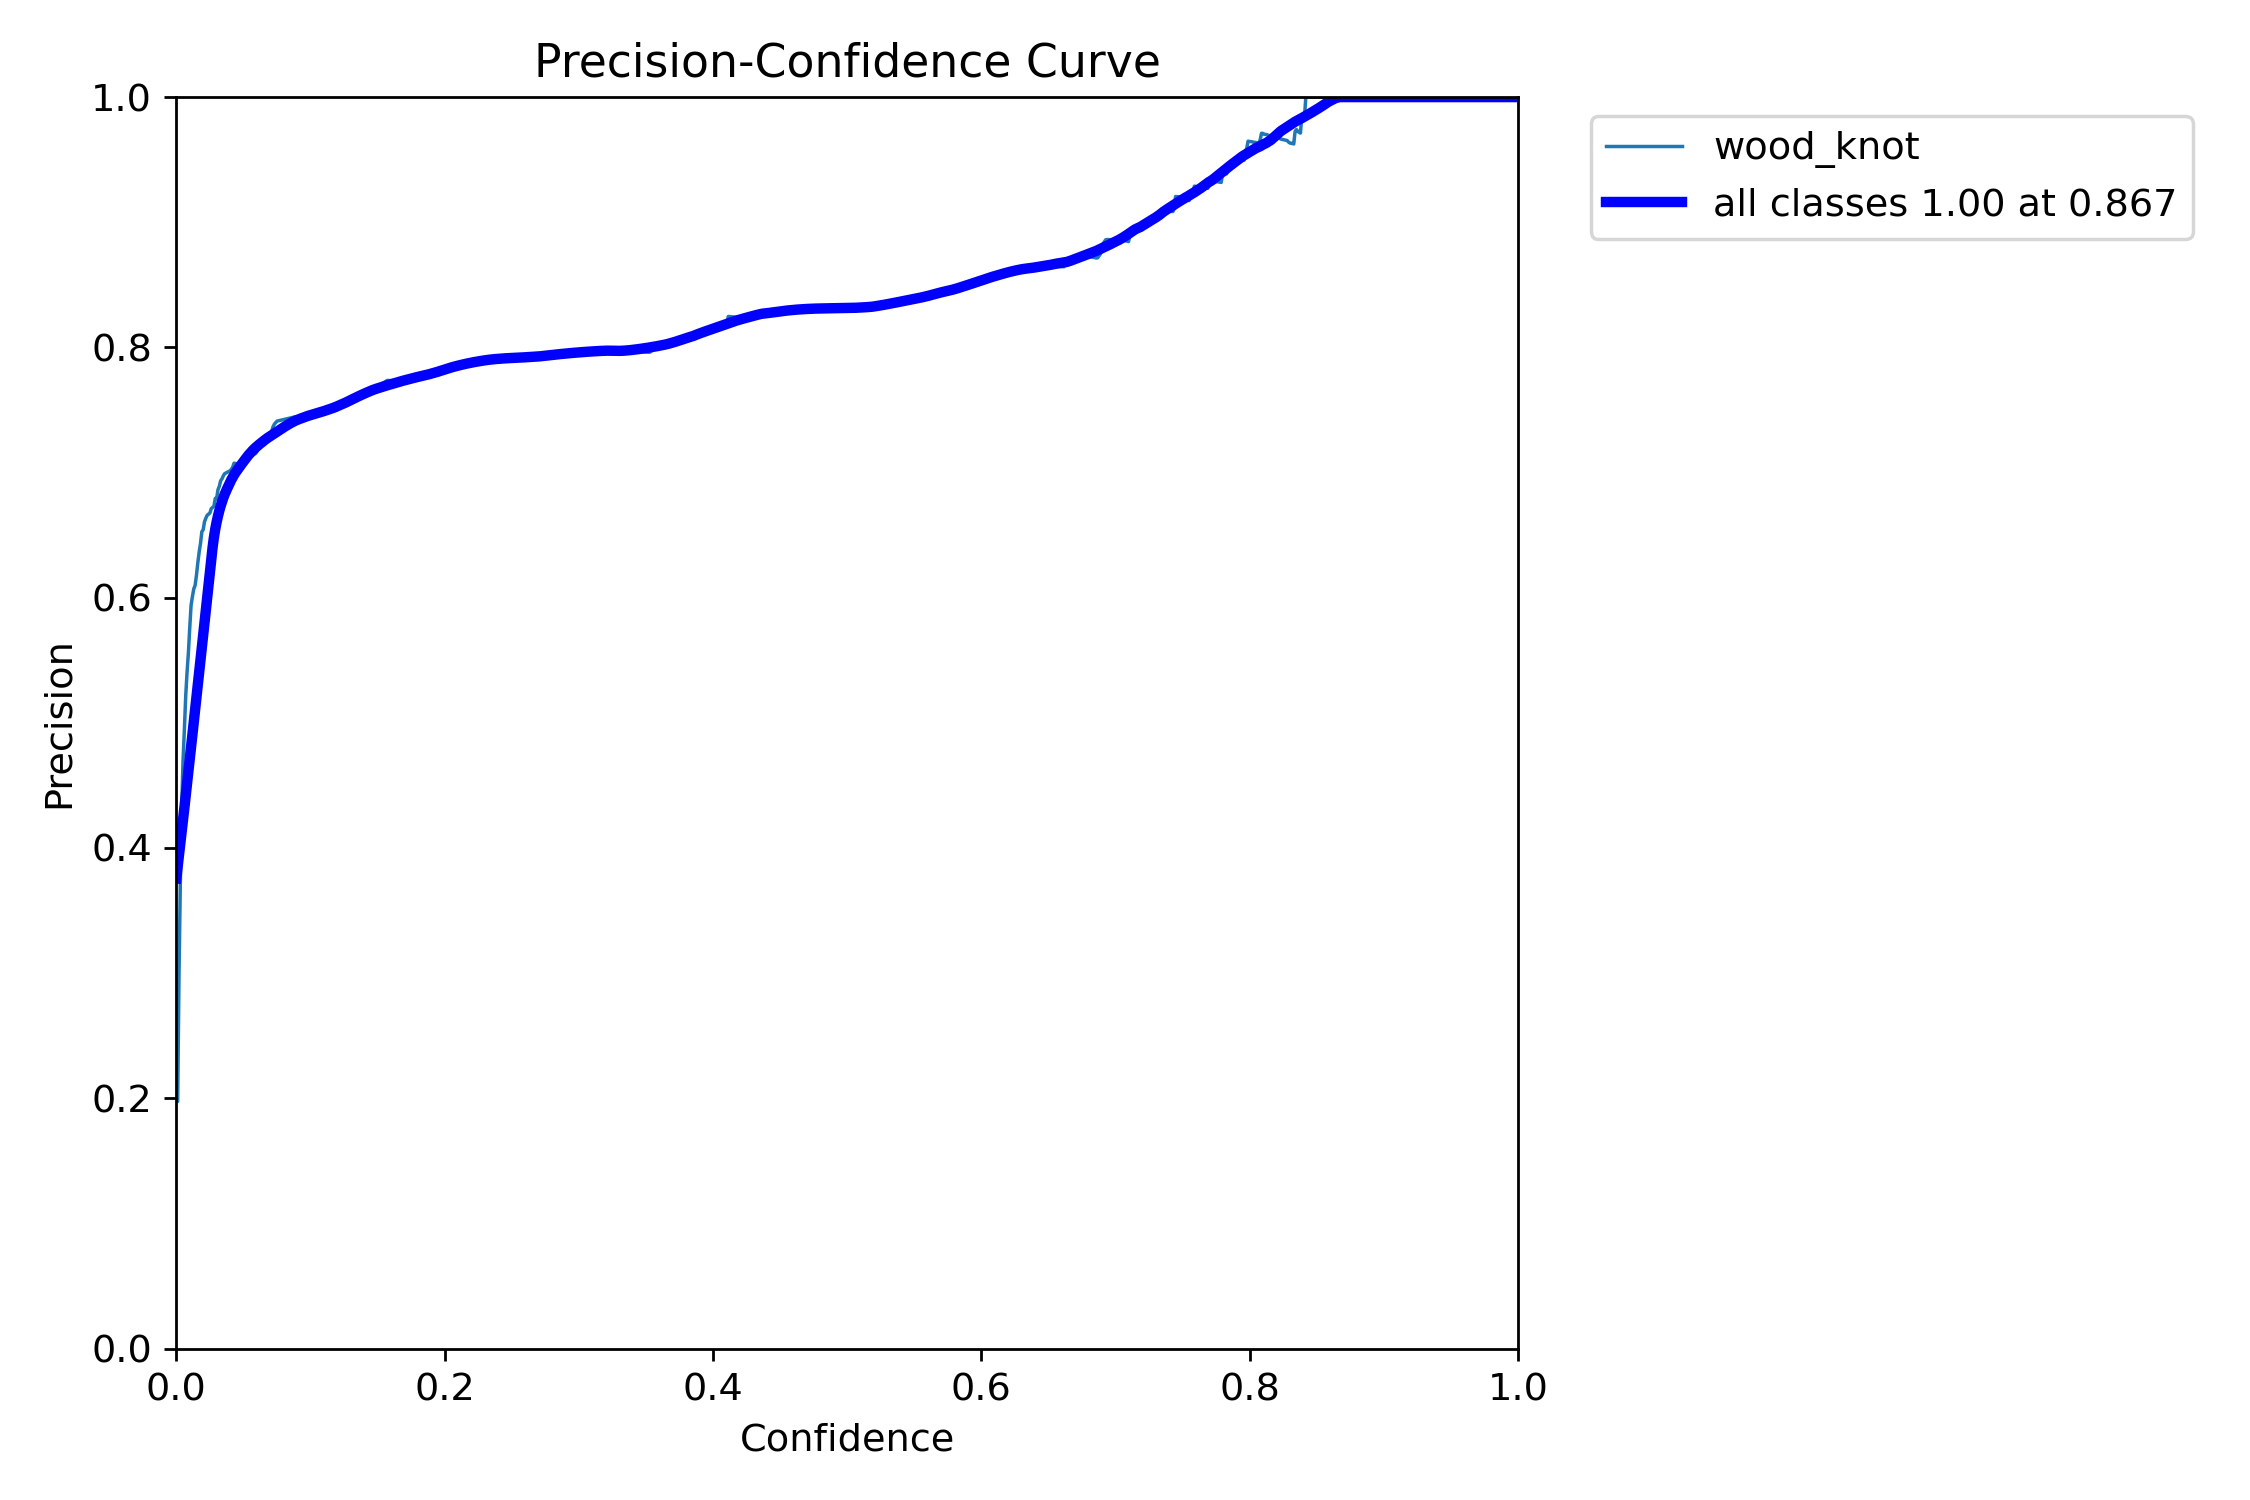 Precision-Confidence Curve
1.0
0.8
0.6
0.4
0.2
0.0
Precision
0.0 0.2 0.4 0.6 0.8 1.0
Confidence
wood_knot
all classes 1.00 at 0.867